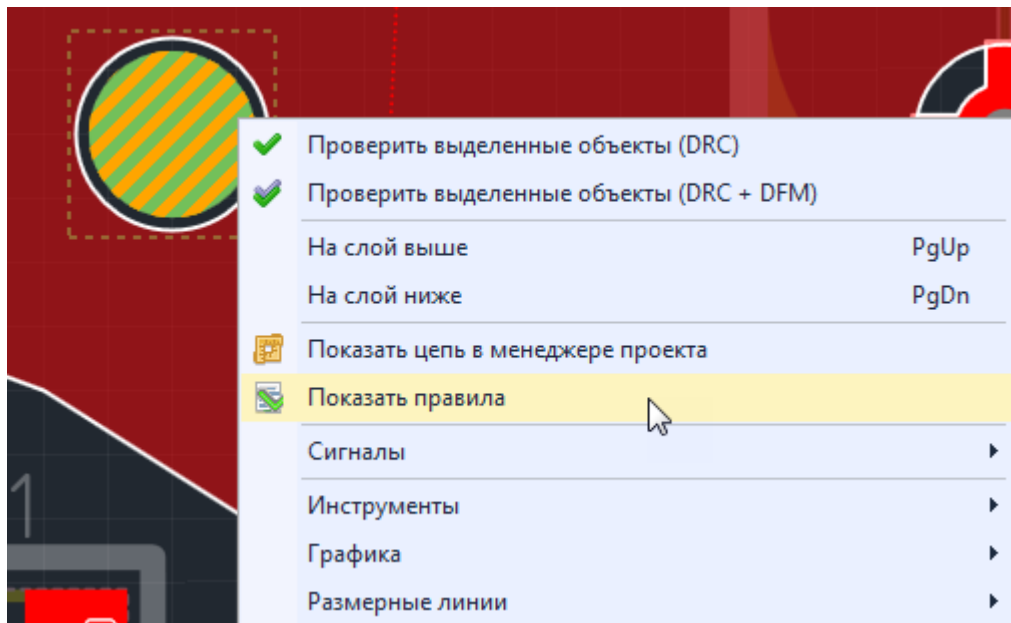 Проверить выделенные объекты (DRC)
Проверить выделенные объекты (DRC + DFM)
На слой выше PgUp
На слой ниже PgDn
Показать цепь в менеджере проекта
Показать правила
Сигналы
1
Инструменты
Графика
Размерные линии